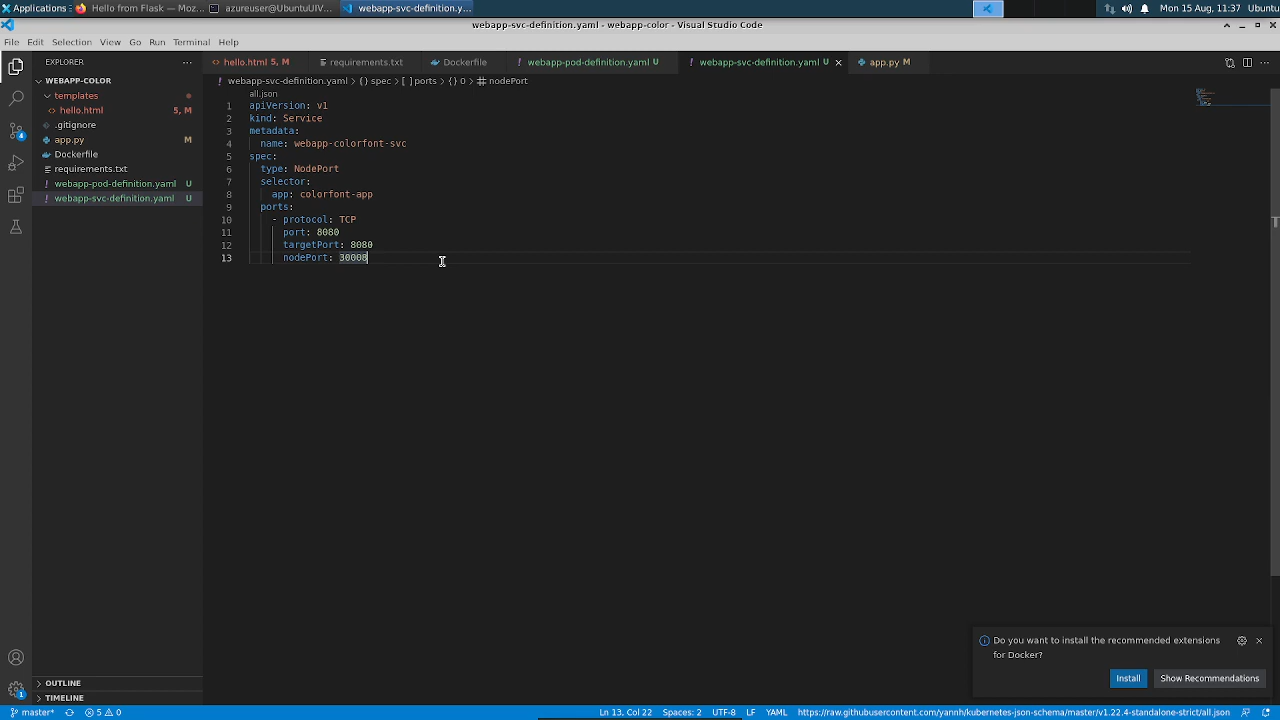 Applications Hello from Flask — Moz... azureuser@UbuntuUIV... webapp-svc-definition.y... Mon 15 Aug, 11:37 Ubuntu
webapp-svc-definition.yaml - webapp-color - Visual Studio Code
File Edit Selection View Go Run Terminal Help
EXPLORER ...
hello.html 5, M requirements.txt Dockerfile webapp-pod-definition.yaml U webapp-svc-definition.yaml U app.py M
WEBAPP-COLOR
templates
hello.html 5, M
.gitignore
app.py M
Dockerfile
requirements.txt
webapp-pod-definition.yaml U
webapp-svc-definition.yaml U
4
1
OUTLINE
TIMELINE
webapp-svc-definition.yaml > {} spec > [ ] ports > {} 0 > nodePort
all.json
1 apiVersion: v1
2 kind: Service
3 metadata:
4 name: webapp-colorfont-svc
5 spec:
6 type: NodePort
7 selector:
8 app: colorfont-app
9 ports:
10 - protocol: TCP
11 port: 8080
12 targetPort: 8080
13 nodePort: 30008
Do you want to install the recommended extensions
for Docker?
Install Show Recommendations
master* 5 0 Ln 13, Col 22 Spaces: 2 UTF-8 LF YAML https://raw.githubusercontent.com/yannh/kubernetes-json-schema/master/v1.22.4-standalone-strict/all.json